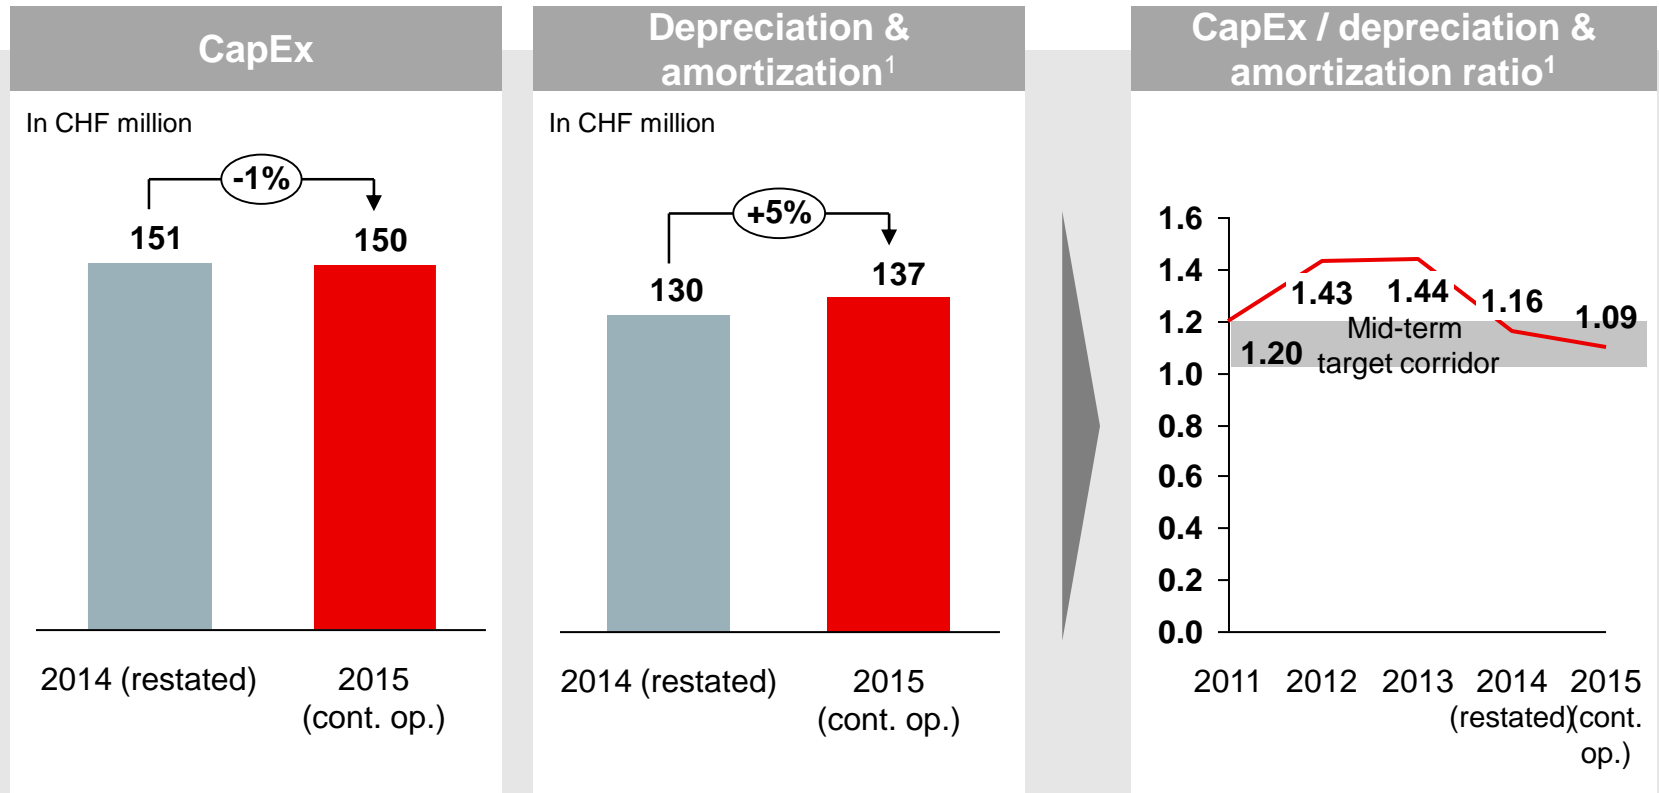 CapEx
In CHF million
-1%
151
150
2014 (restated)
2015
(cont. op.)
Depreciation &
amortization¹
In CHF million
+5%
130
137
2014 (restated)
2015
(cont. op.)
CapEx / depreciation &
amortization ratio¹
1.6
1.4
1.2
1.0
0.8
0.6
0.4
0.2
0.0
1.20
1.43
1.44
1.16
1.09
Mid-term
target corridor
2011
2012
2013
2014
(restated)
2015
(cont.
op.)